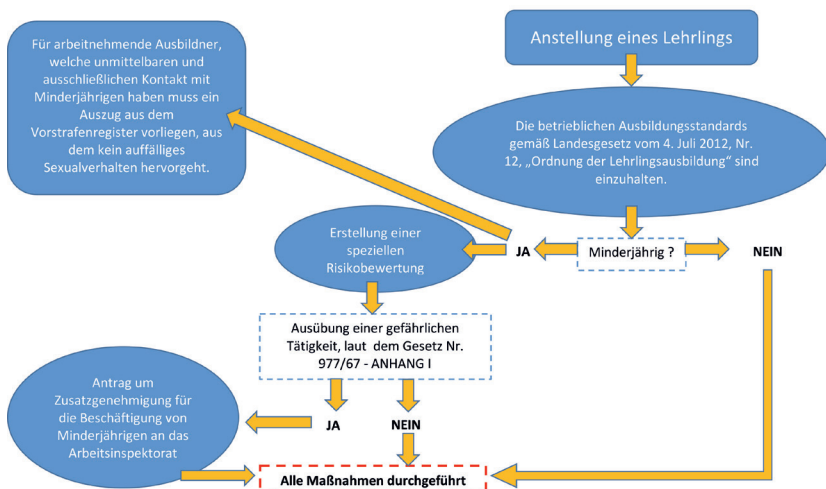 Für arbeitnehmende Ausbildner,
welche unmittelbaren und
ausschließlichen Kontakt mit
Minderjährigen haben muss ein
Auszug aus dem
Vorstrafenregister vorliegen, aus
dem kein auffälliges
Sexualverhalten hervorgeht.
Anstellung eines Lehrlings
Die betrieblichen Ausbildungsstandards
gemäß Landesgesetz vom 4. Juli 2012, Nr.
12, „Ordnung der Lehrlingsausbildung“ sind
einzuhalten.
Erstellung einer
speziellen
Risikobewertung
JA
Minderjährig ?
NEIN
Ausübung einer gefährlichen
Tätigkeit, laut dem Gesetz Nr.
977/67 - ANHANG I
Antrag um
Zusatzgenehmigung für
die Beschäftigung von
Minderjährigen an das
Arbeitsinspektorat
JA
NEIN
Alle Maßnahmen durchgeführt